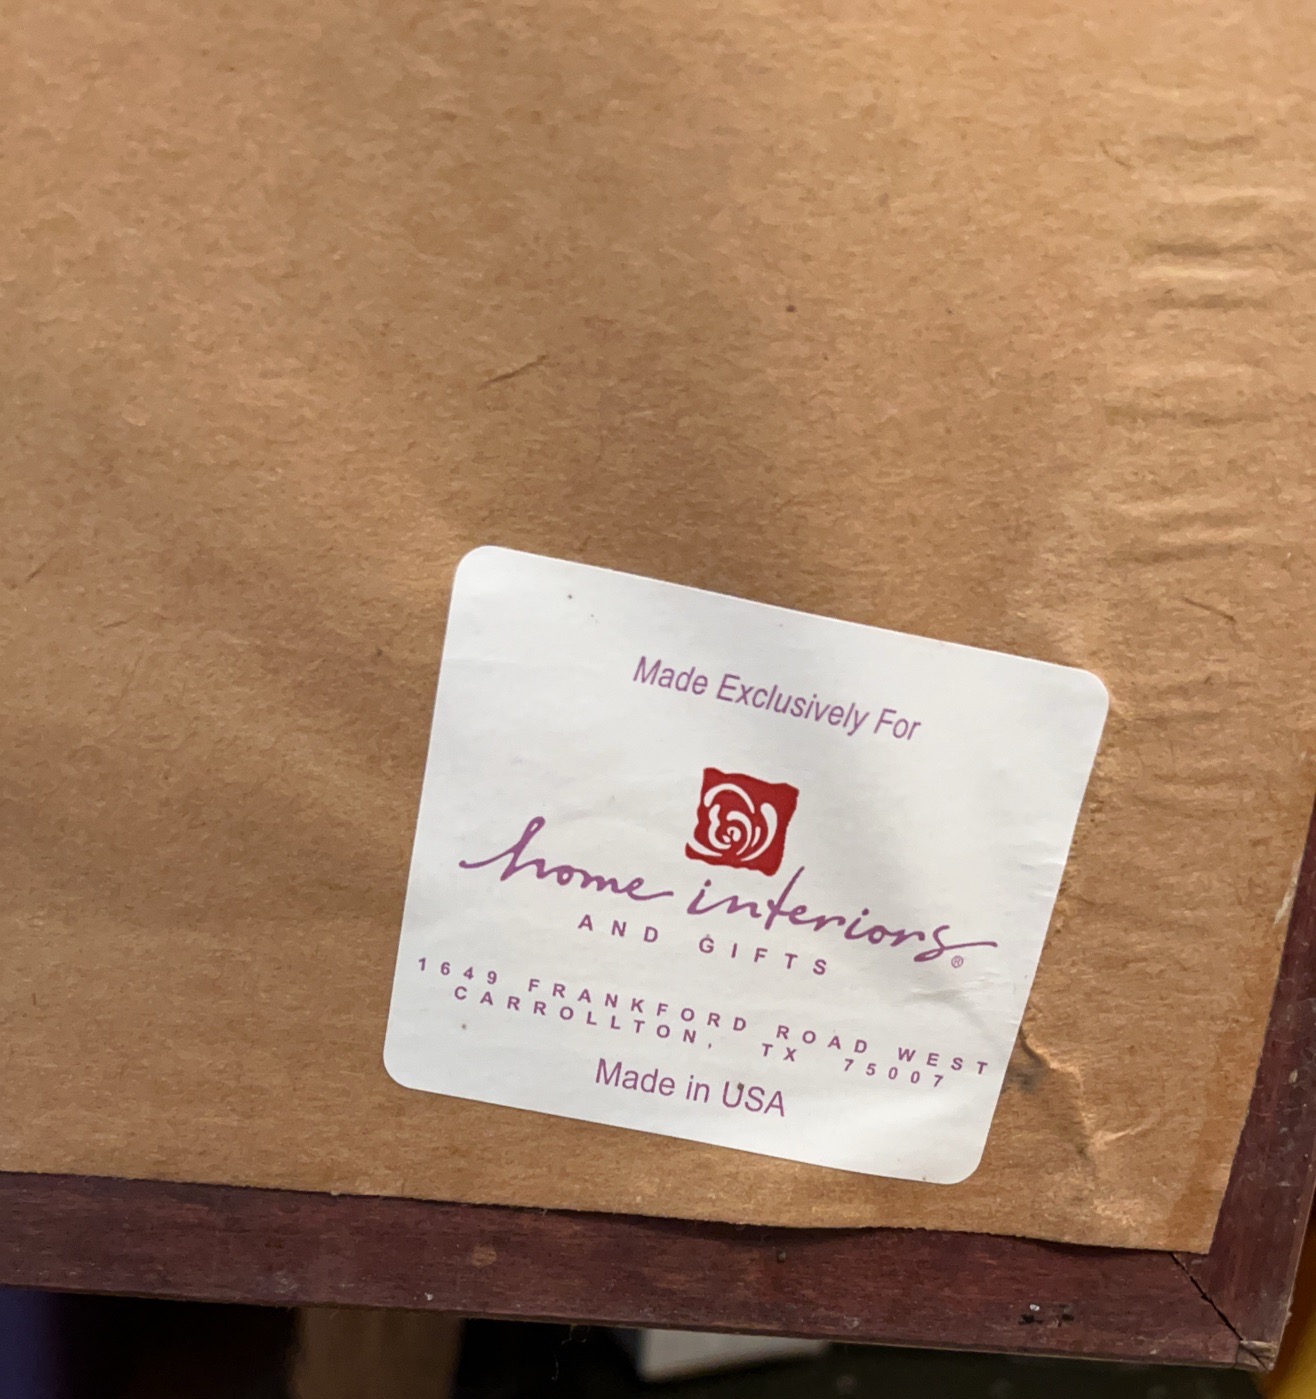 Made Exclusively For
home interiors®
AND GIFTS
1649 FRANKFORD ROAD WEST
CARROLLTON, TX 75007
Made in USA